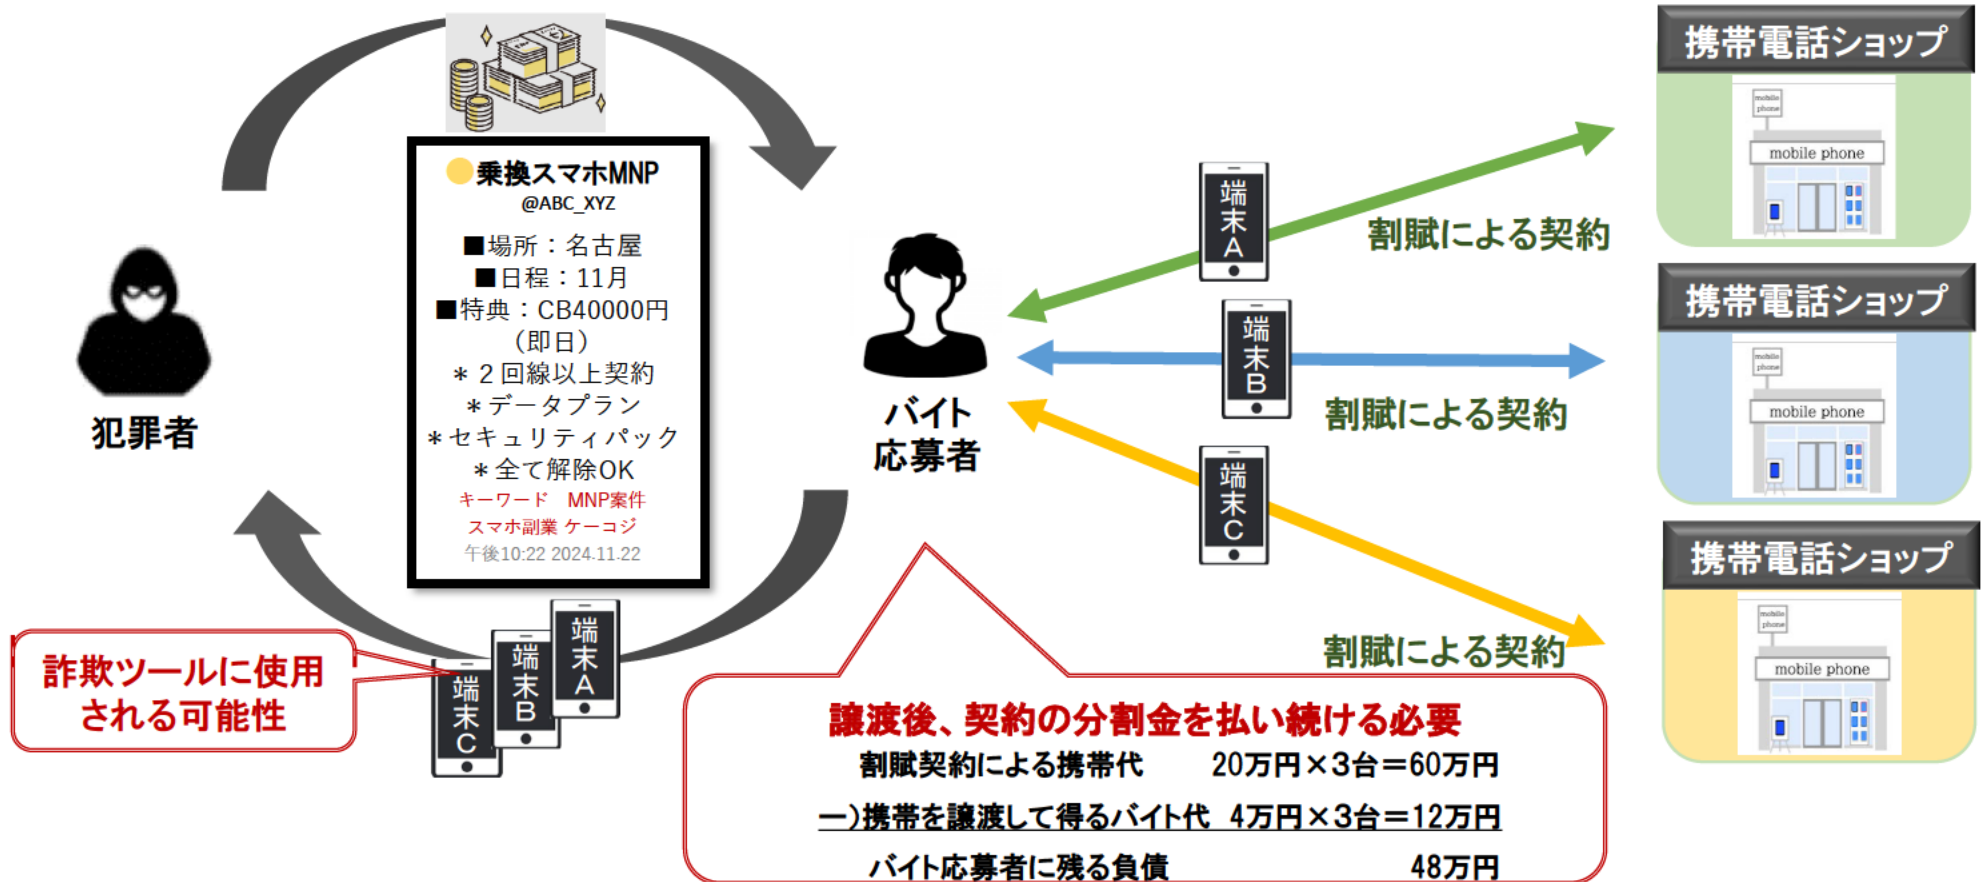 乗換スマホMNP
@ABC_XYZ
■場所：名古屋
■日程：11月
■特典：CB40000円
（即日）
＊２回線以上契約
＊データプラン
＊セキュリティパック
＊全て解除OK
キーワード　MNP案件
スマホ副業 ケーコジ
午後10:22 2024.11.22
犯罪者
バイト
応募者
端末A
端末B
端末C
割賦による契約
割賦による契約
割賦による契約
携帯電話ショップ
mobile
phone
mobile phone
携帯電話ショップ
mobile
phone
mobile phone
携帯電話ショップ
mobile
phone
mobile phone
端末A
端末B
端末C
詐欺ツールに使用
される可能性
譲渡後、契約の分割金を払い続ける必要
割賦契約による携帯代　20万円×3台＝60万円
ー)携帯を譲渡して得るバイト代 4万円×3台＝12万円
バイト応募者に残る負債　48万円